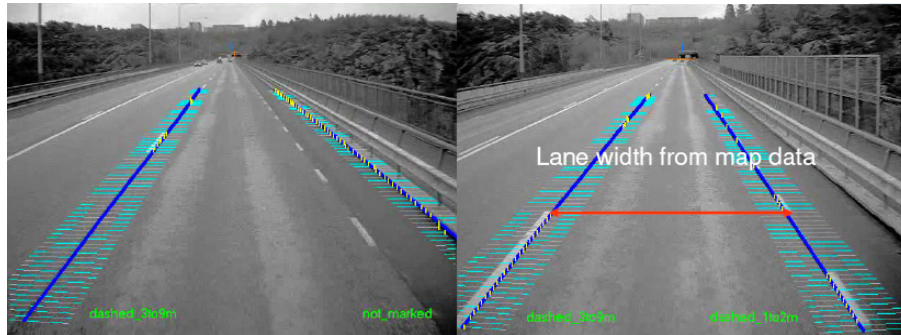 Lane width from map data
dashed_3to9m
not_marked
dashed_3to9m
dashed_1to2m